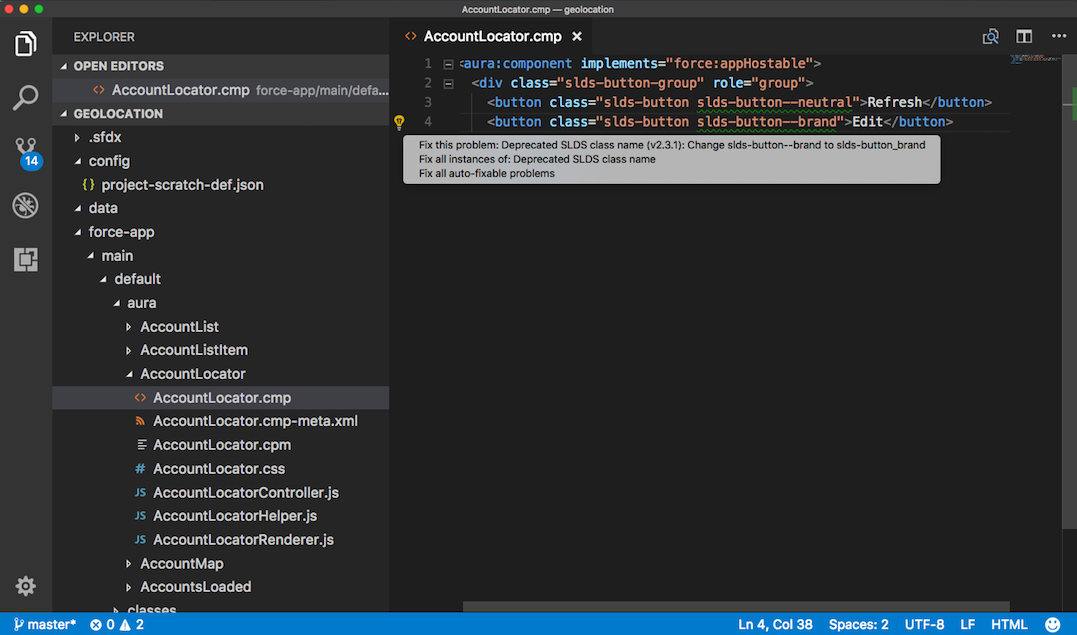 AccountLocator.cmp — geolocation
EXPLORER
OPEN EDITORS
AccountLocator.cmp force-app/main/defa...
GEOLOCATION
.sfdx
config
{} project-scratch-def.json
data
force-app
main
default
aura
AccountList
AccountListItem
AccountLocator
<> AccountLocator.cmp
AccountLocator.cmp-meta.xml
AccountLocator.cpm
# AccountLocator.css
JS AccountLocatorController.js
JS AccountLocatorHelper.js
JS AccountLocatorRenderer.js
AccountMap
AccountsLoaded
classes
14
<> AccountLocator.cmp ×
1 <aura:component implements="force:appHostable">
2 <div class="slds-button-group" role="group">
3 <button class="slds-button slds-button--neutral">Refresh</button>
4 <button class="slds-button slds-button--brand">Edit</button>
Fix this problem: Deprecated SLDS class name (v2.3.1): Change slds-button--brand to slds-button_brand
Fix all instances of: Deprecated SLDS class name
Fix all auto-fixable problems
master* 0 2 Ln 4, Col 38 Spaces: 2 UTF-8 LF HTML